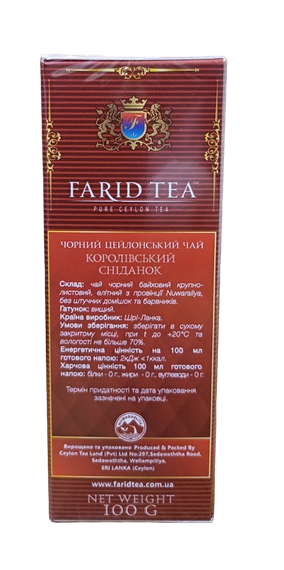 FARID TEA
PURE CEYLON TEA
ЧОРНИЙ ЦЕЙЛОНСЬКИЙ ЧАЙ
КОРОЛІВСЬКИЙ
СНІДАНОК
Склад: чай чорний байховий крупно-
листовий, елітний з провінції Nuwaraliya,
без штучних домішок та барвників.
Гатунок: вищий.
Країна виробник: Шрі-Ланка.
Умови зберігання: зберігати в сухому
закритому місці, при t до +20°С та
вологості не більше 70%.
Енергетична цінність на 100 мл
готового напою: 2кДж <1ккал.
Харчова цінність 100 мл готового
напою: білки - 0 г., жири - 0 г., вуглеводи - 0 г.
Термін придатності та дата упаковання
зазначені на упаковці.
Вирощено та упаковано Produced & Packed By
Ceylon Tea Land (Pvt) Ltd No:297,Sedawaththa Road,
Sedawaththa, Wellampitiya,
SRI LANKA (Ceylon)
www.faridtea.com.ua
NET WEIGHT
100 G